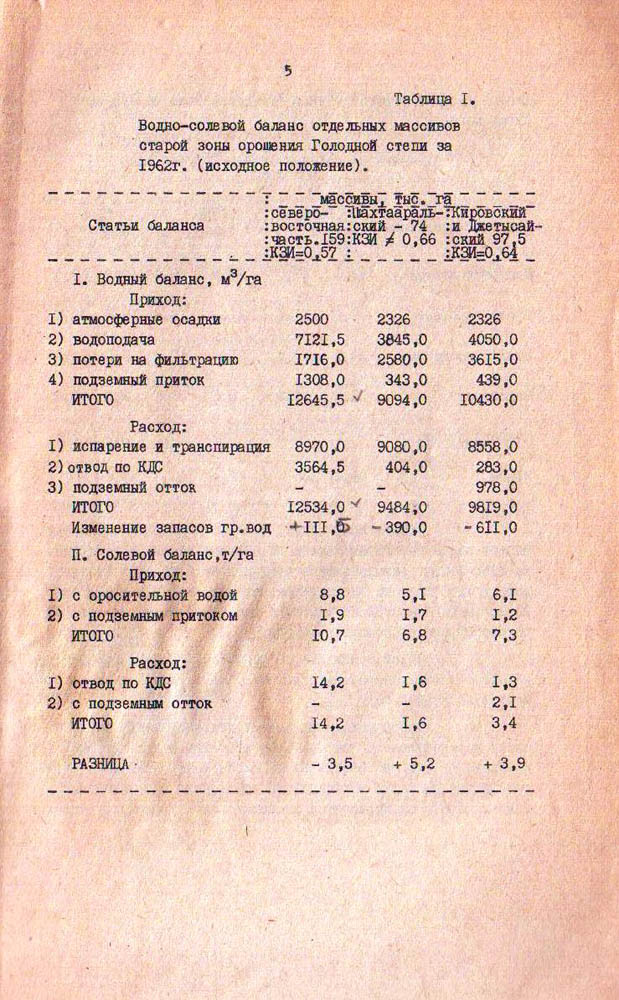 5
Таблица I.
Водно-солевой баланс отдельных массивов
старой зоны орошения Голодной степи за
1962г. (исходное положение).
Статьи баланса
: массивы, тыс. га
:северо- :Шахтаараль-:Кировский
:восточная:ский - 74 :и Джетысай-
:часть.159:КЗИ ≠ 0,66 :ский 97,5
:КЗИ=0,57 : :КЗИ=0,64
I. Водный баланс, м³/га
Приход:
1) атмосферные осадки 2500 2326 2326
2) водоподача 7121,5 3845,0 4050,0
3) потери на фильтрацию 1716,0 2580,0 3615,0
4) подземный приток 1308,0 343,0 439,0
ИТОГО 12645,5 ✓ 9094,0 10430,0
Расход:
1) испарение и транспирация 8970,0 9080,0 8558,0
2) отвод по КДС 3564,5 404,0 283,0
3) подземный отток - - 978,0
ИТОГО 12534,0 ✓ 9484,0 9819,0
Изменение запасов гр.вод +111,5 -390,0 -611,0
П. Солевой баланс,т/га
Приход:
1) с оросительной водой 8,8 5,1 6,1
2) с подземным притоком 1,9 1,7 1,2
ИТОГО 10,7 6,8 7,3
Расход:
1) отвод по КДС 14,2 1,6 1,3
2) с подземным отток - - 2,1
ИТОГО 14,2 1,6 3,4
РАЗНИЦА - 3,5 + 5,2 + 3,9